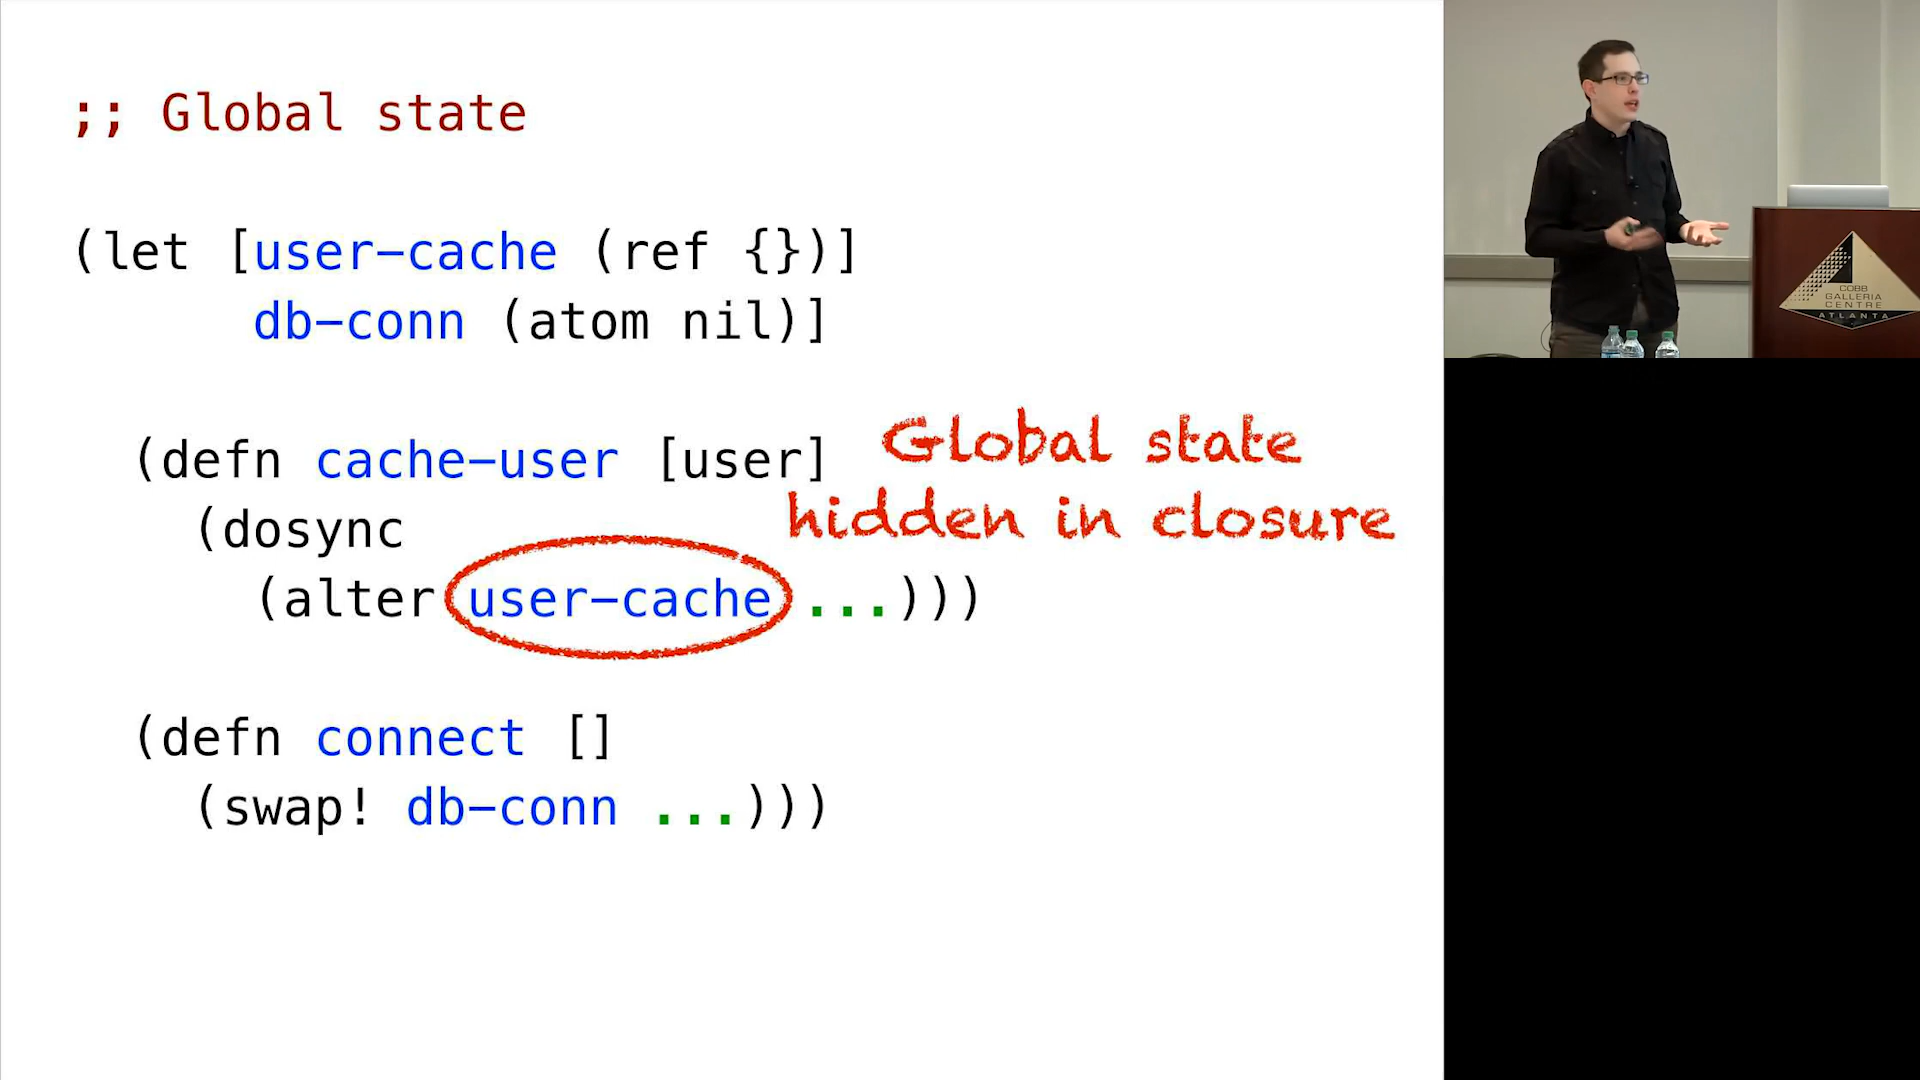 ;; Global state
(let [user-cache (ref {})]
db-conn (atom nil)]
(defn cache-user [user]
(dosync
(alter user-cache ...)))
Global state
hidden in closure
(defn connect []
(swap! db-conn ...)))
COBB
GALLERIA
CENTRE
ATLANTA